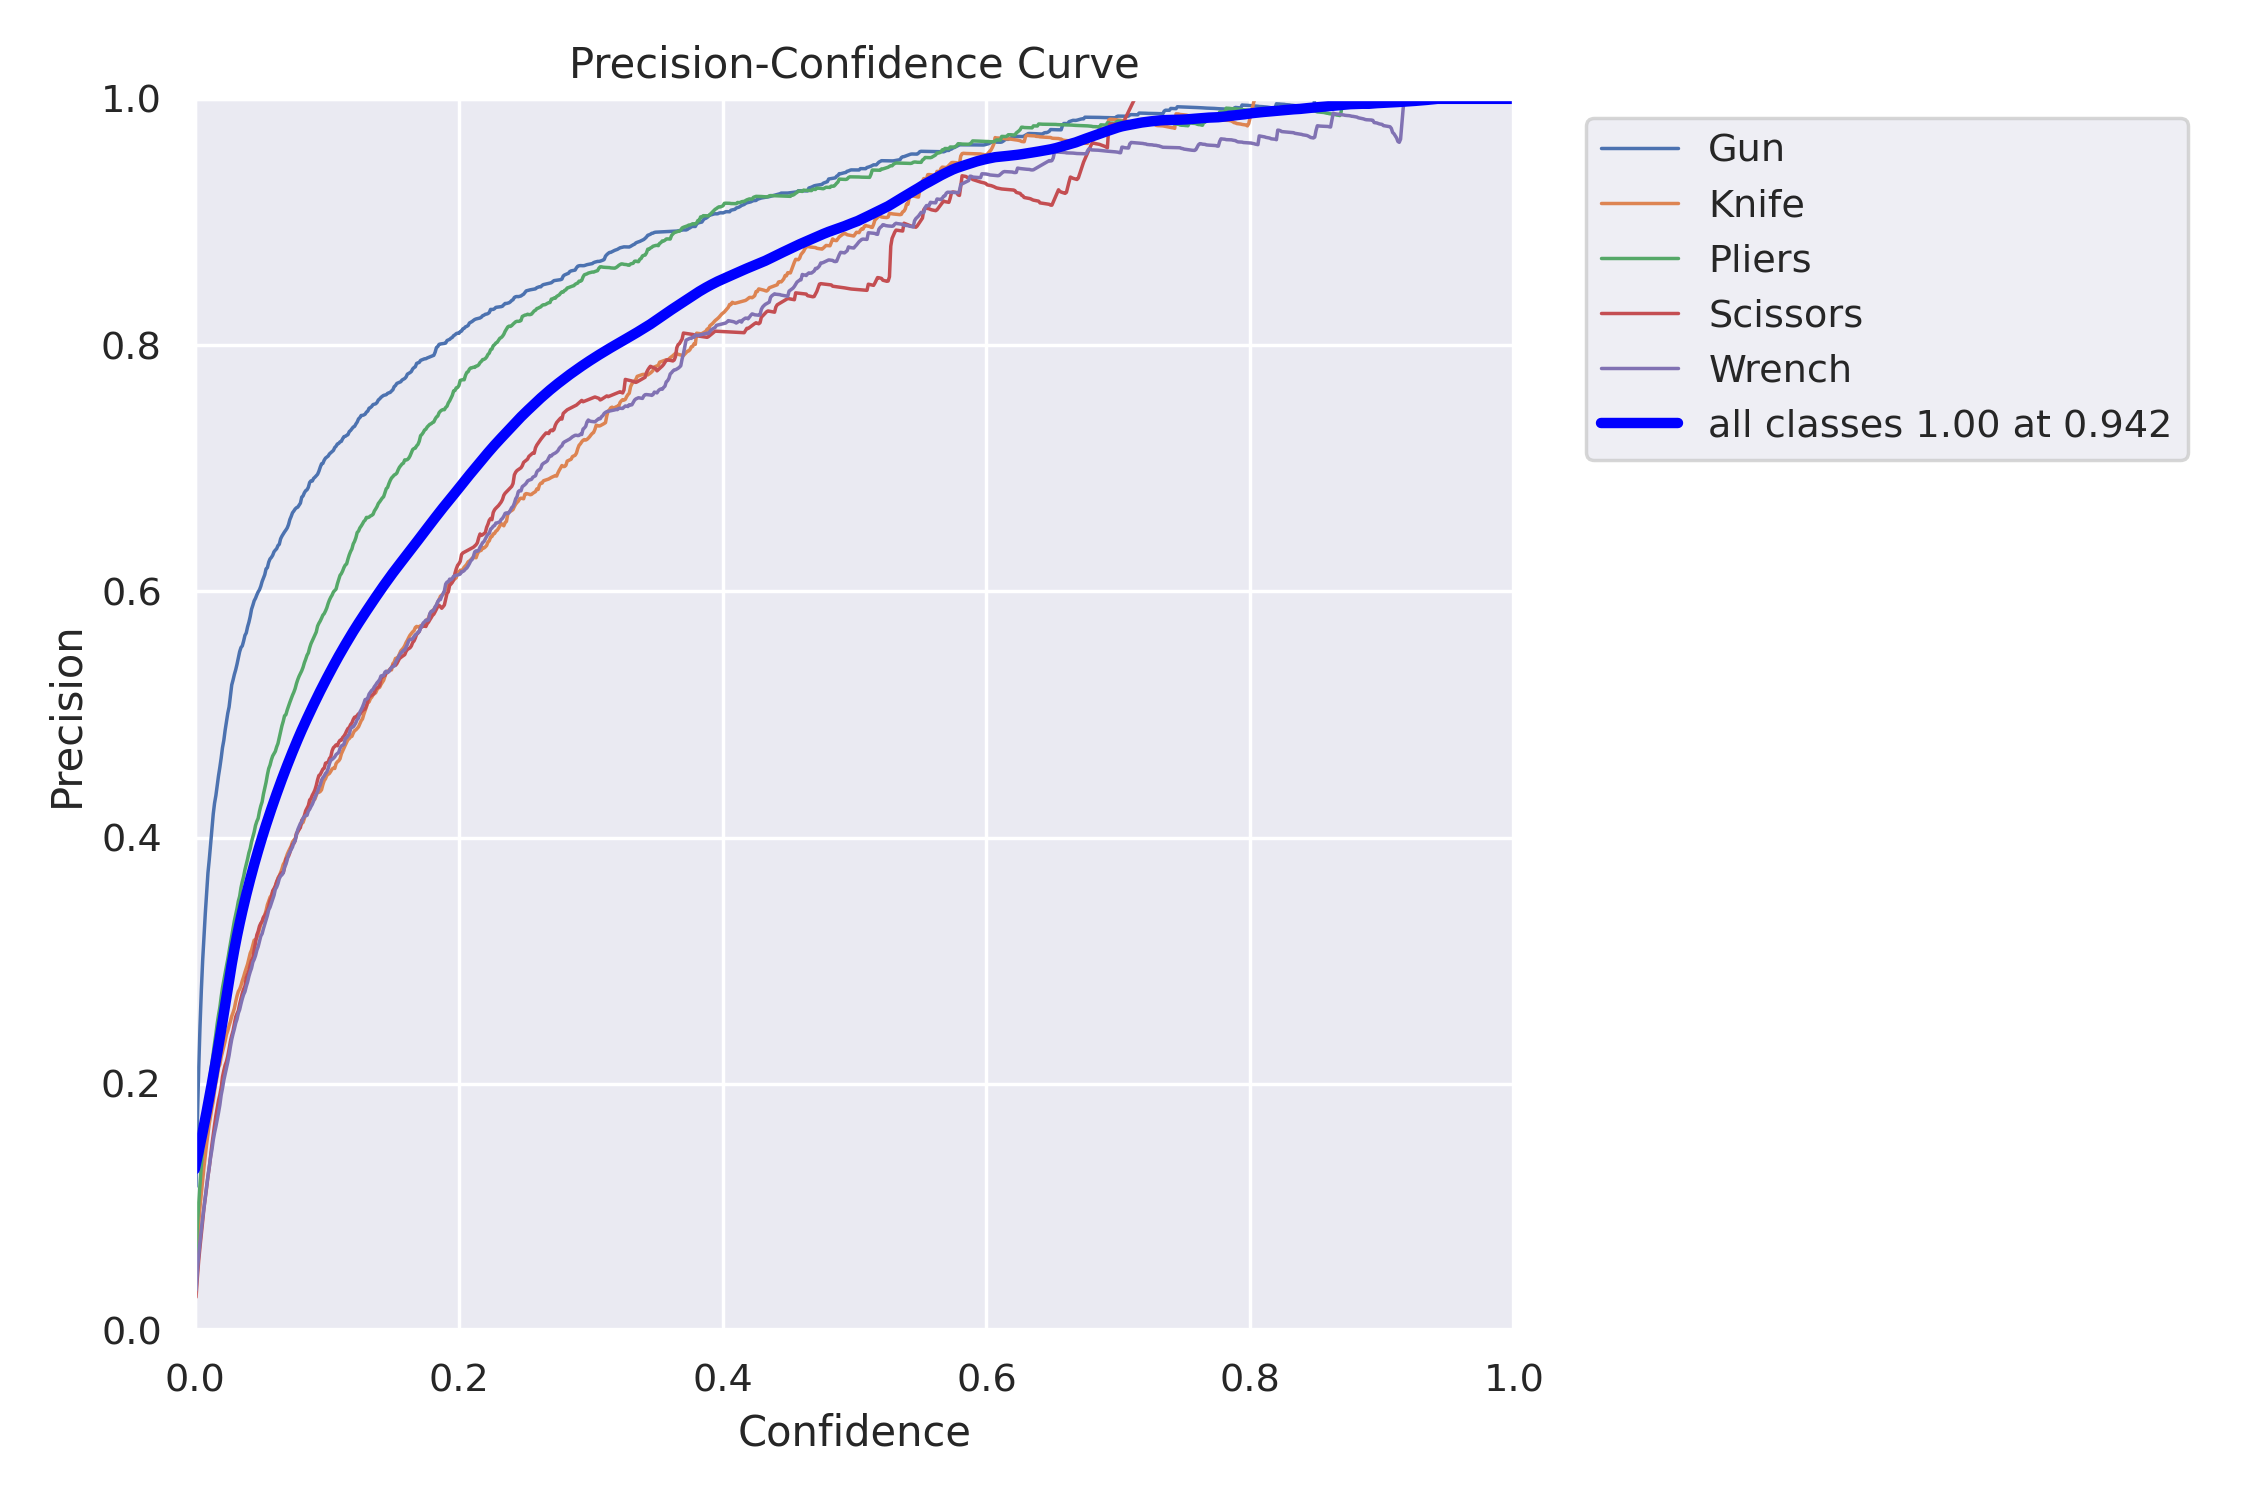 Precision-Confidence Curve
1.0
0.8
0.6
0.4
0.2
0.0
Precision
0.0 0.2 0.4 0.6 0.8 1.0
Confidence
Gun
Knife
Pliers
Scissors
Wrench
all classes 1.00 at 0.942